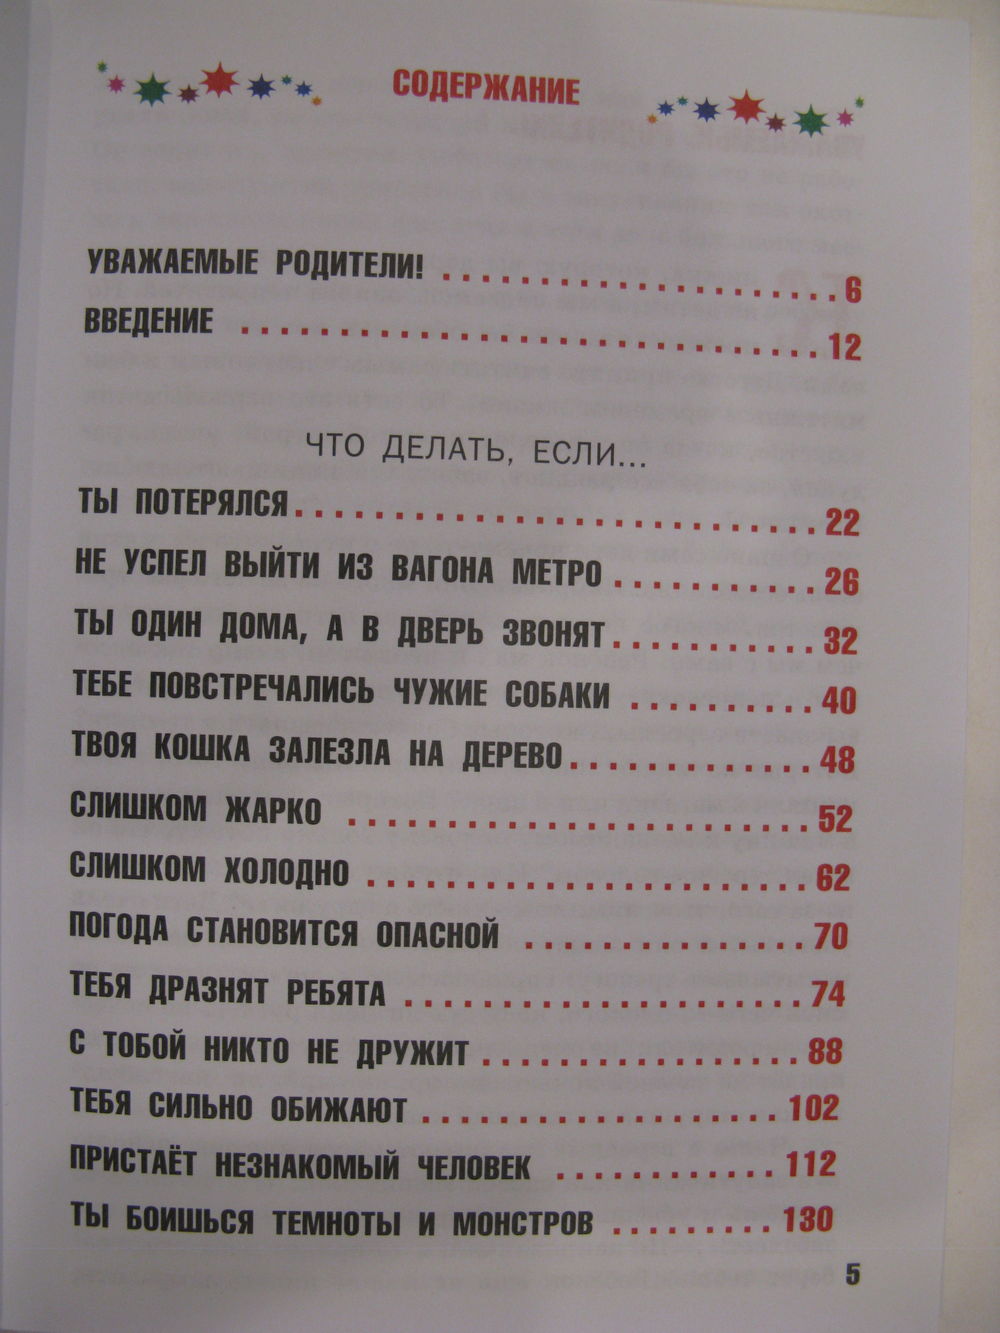 СОДЕРЖАНИЕ
УВАЖАЕМЫЕ РОДИТЕЛИ! . . . . . . . . . . . . . . . . . . . . 6
ВВЕДЕНИЕ . . . . . . . . . . . . . . . . . . . . . . . . . . . . . 12
ЧТО ДЕЛАТЬ, ЕСЛИ...
ТЫ ПОТЕРЯЛСЯ . . . . . . . . . . . . . . . . . . . . . . . . . . 22
НЕ УСПЕЛ ВЫЙТИ ИЗ ВАГОНА МЕТРО . . . . . . . . . . 26
ТЫ ОДИН ДОМА, А В ДВЕРЬ ЗВОНЯТ . . . . . . . . . . 32
ТЕБЕ ПОВСТРЕЧАЛИСЬ ЧУЖИЕ СОБАКИ . . . . . . . . . 40
ТВОЯ КОШКА ЗАЛЕЗЛА НА ДЕРЕВО . . . . . . . . . . . . 48
СЛИШКОМ ЖАРКО . . . . . . . . . . . . . . . . . . . . . . . 52
СЛИШКОМ ХОЛОДНО . . . . . . . . . . . . . . . . . . . . . . 62
ПОГОДА СТАНОВИТСЯ ОПАСНОЙ . . . . . . . . . . . . . . 70
ТЕБЯ ДРАЗНЯТ РЕБЯТА . . . . . . . . . . . . . . . . . . . . 74
С ТОБОЙ НИКТО НЕ ДРУЖИТ . . . . . . . . . . . . . . . . 88
ТЕБЯ СИЛЬНО ОБИЖАЮТ . . . . . . . . . . . . . . . . . . 102
ПРИСТАЁТ НЕЗНАКОМЫЙ ЧЕЛОВЕК . . . . . . . . . . . . 112
ТЫ БОИШЬСЯ ТЕМНОТЫ И МОНСТРОВ . . . . . . . . . 130
5